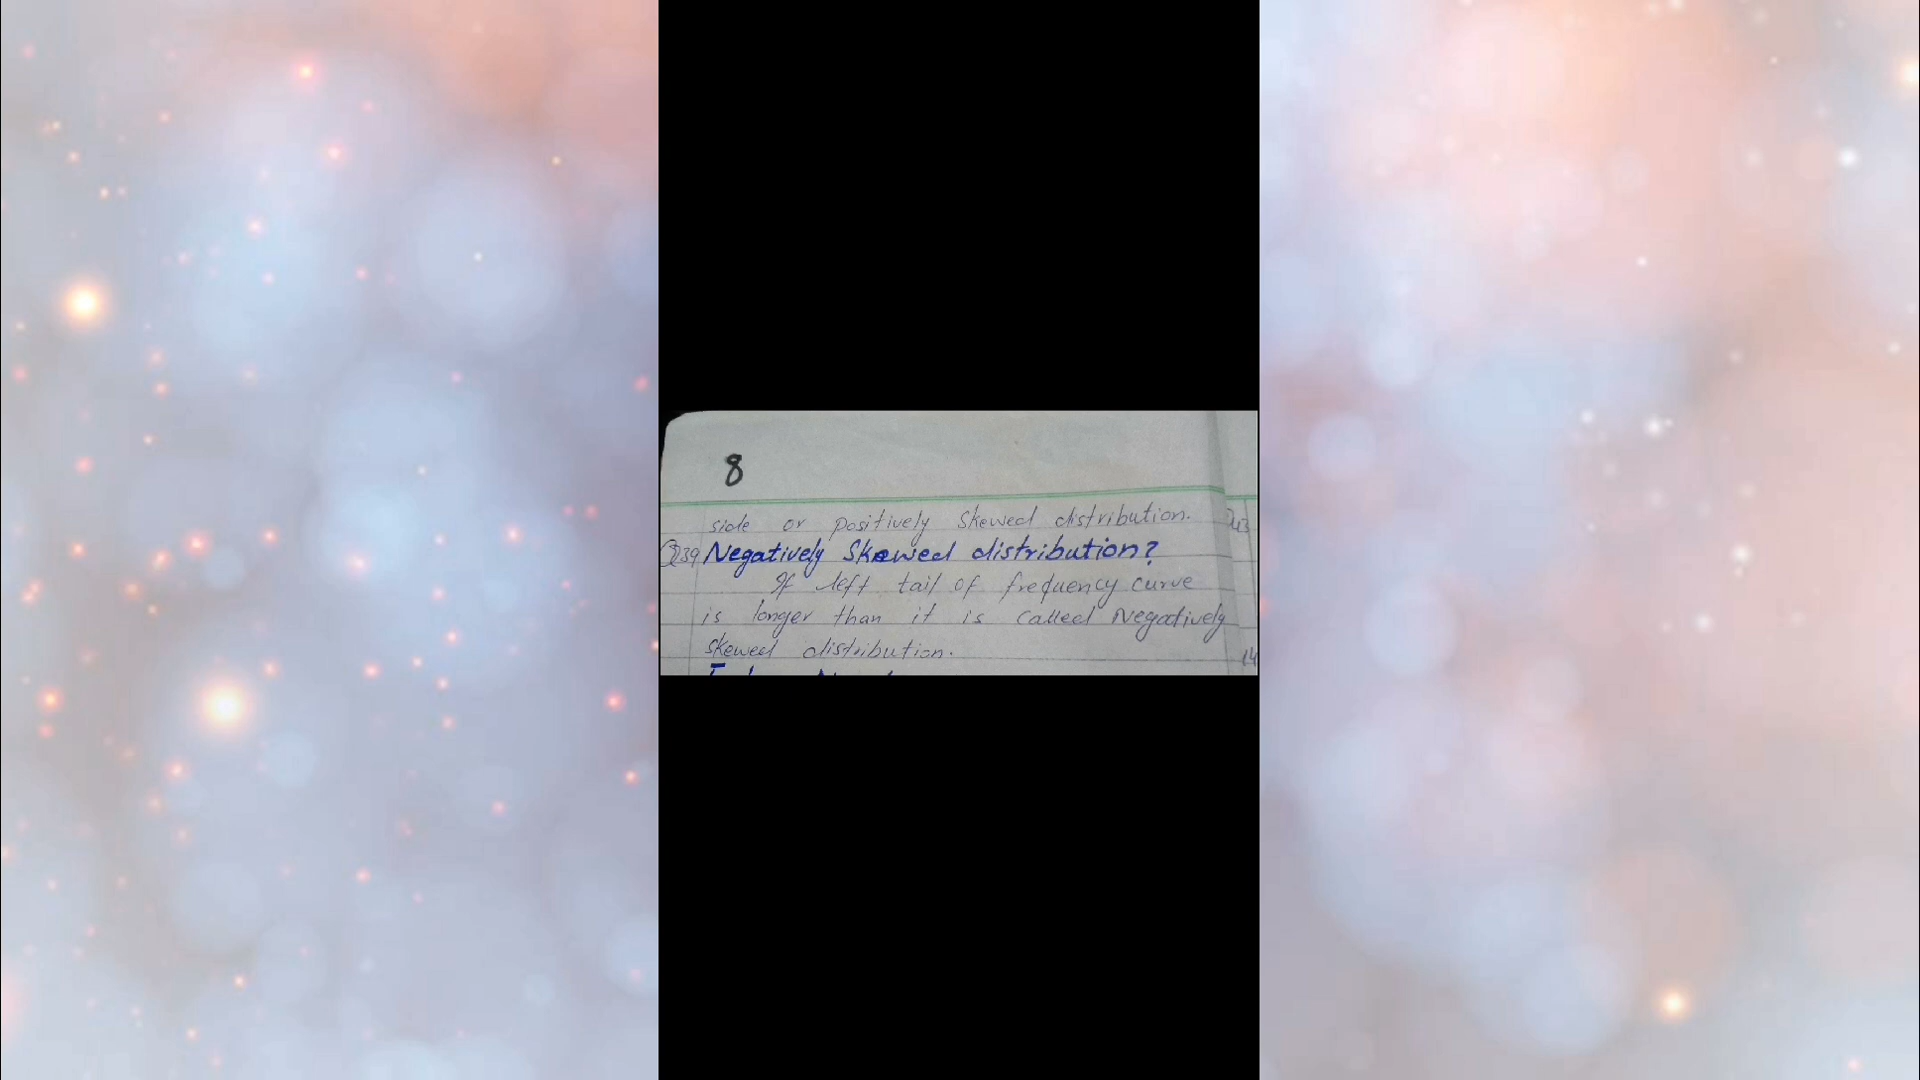 8
side or positively skewed distribution.
Q39 Negatively Skewed distribution?
If left tail of frequency curve
is longer than it is called Negatively
skewed distribution.